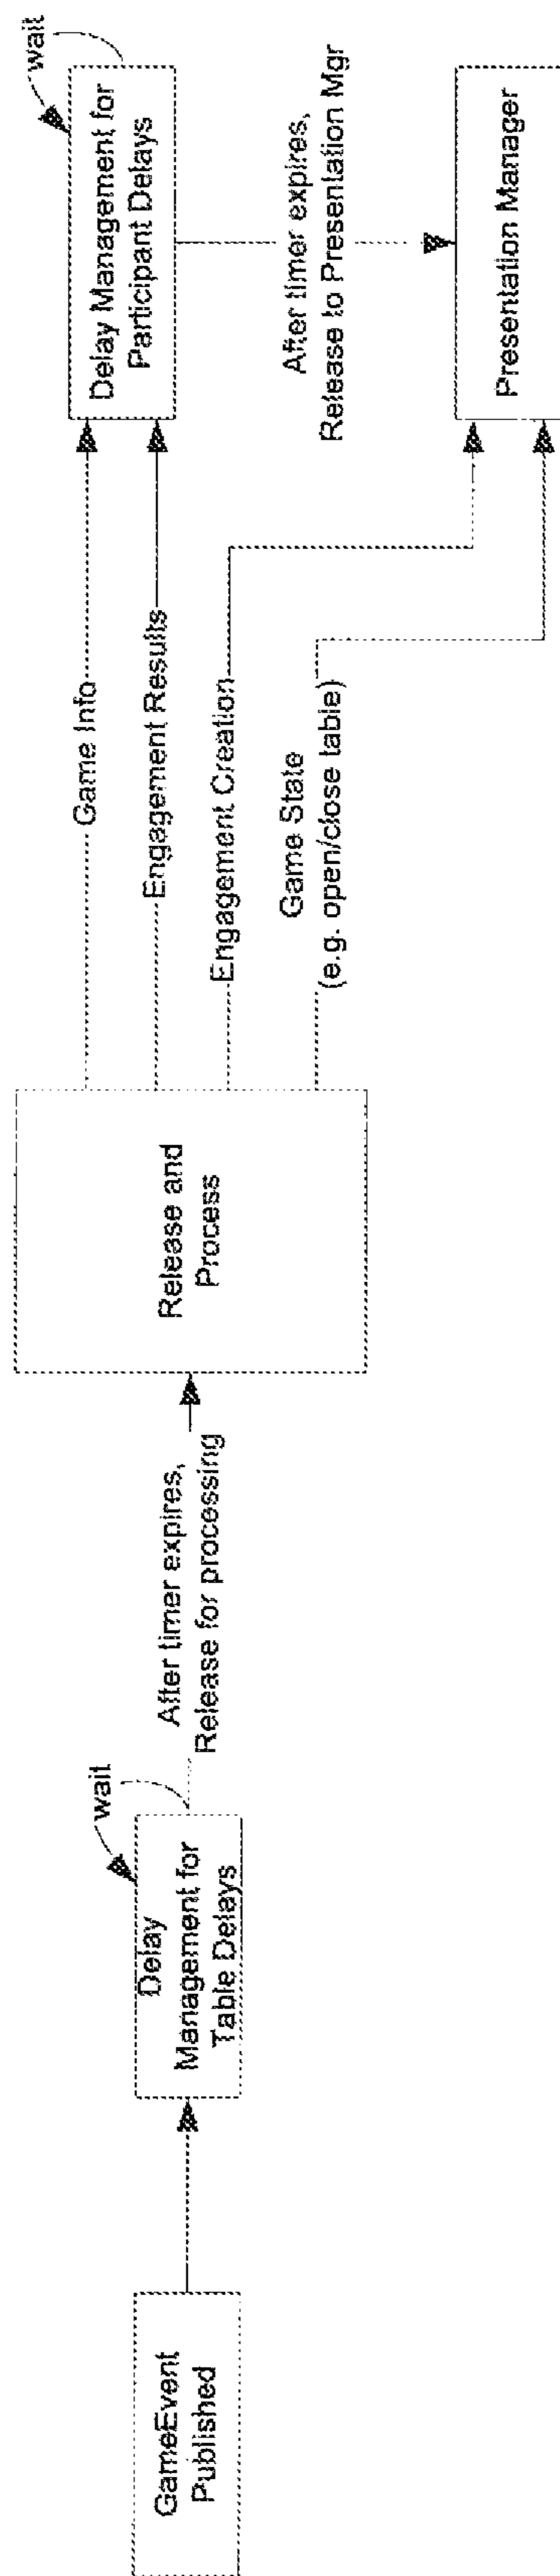 GameEvent
Published
Delay
Management for
Table Delays
wait
After timer expires,
Release for processing
Release and
Process
Game Info
Engagement Results
Engagement Creation
Game State
(e.g. open/close table)
Delay Management for
Participant Delays
wait
After timer expires,
Release to Presentation Mgr
Presentation Manager